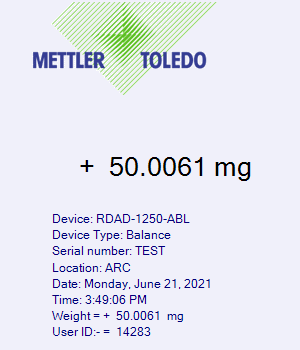 METTLER TOLEDO
+ 50.0061 mg
Device: RDAD-1250-ABL
Device Type: Balance
Serial number: TEST
Location: ARC
Date: Monday, June 21, 2021
Time: 3:49:06 PM
Weight = + 50.0061 mg
User ID:- = 14283